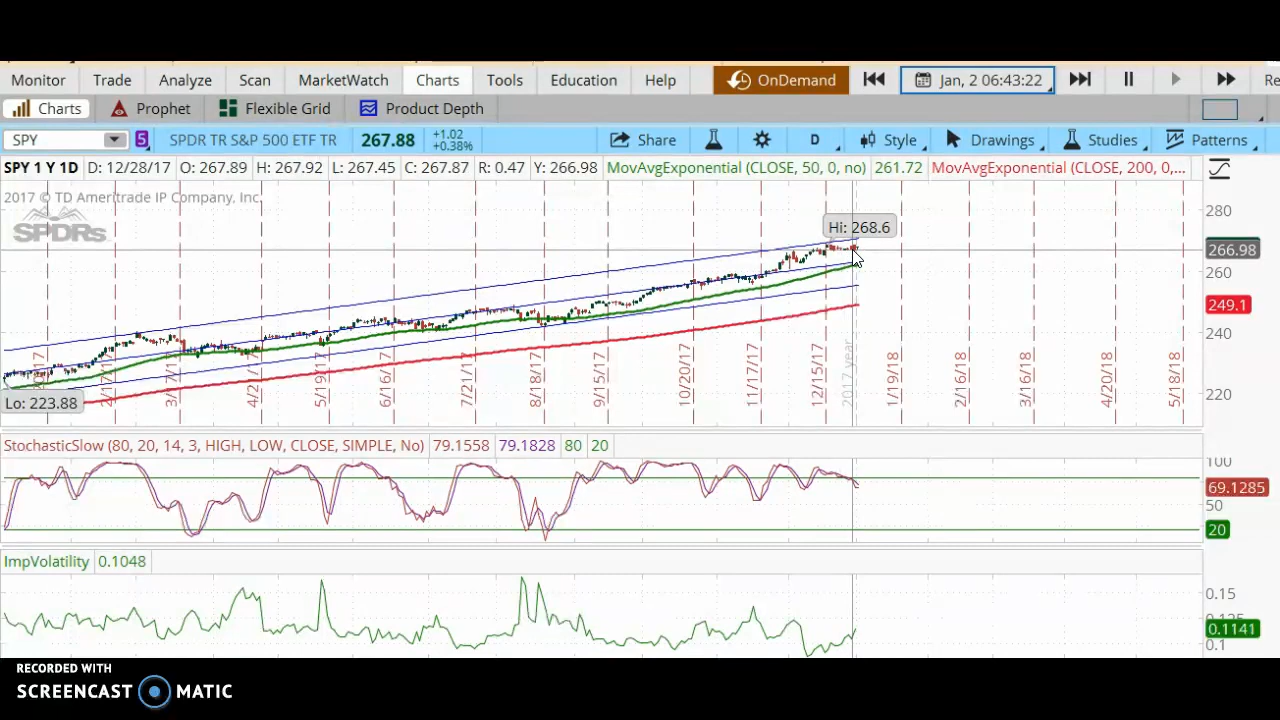 Monitor Trade Analyze Scan MarketWatch Charts Tools Education Help OnDemand Jan, 2 06:43:22 Re
Charts Prophet Flexible Grid Product Depth
SPY 5 SPDR TR S&P 500 ETF TR 267.88 +1.02 +0.38% Share D Style Drawings Studies Patterns
SPY 1 Y 1D D: 12/28/17 O: 267.89 H: 267.92 L: 267.45 C: 267.87 R: 0.47 Y: 266.98 MovAvgExponential (CLOSE, 50, 0, no) 261.72 MovAvgExponential (CLOSE, 200, 0,...
2017 © TD Ameritrade IP Company, Inc.
SPDRs
280
Hi: 268.6
266.98
260
249.1
240
220
Lo: 223.88
3/17/17 5/19/17 6/16/17 7/21/17 8/18/17 9/15/17 10/20/17 11/17/17 12/15/17 2017 year 1/19/18 2/16/18 3/16/18 4/20/18 5/18/18
StochasticSlow (80, 20, 14, 3, HIGH, LOW, CLOSE, SIMPLE, No) 79.1558 79.1828 80 20
100
69.1285
50
20
ImpVolatility 0.1048
0.15
0.1141
0.1
RECORDED WITH
SCREENCAST MATIC